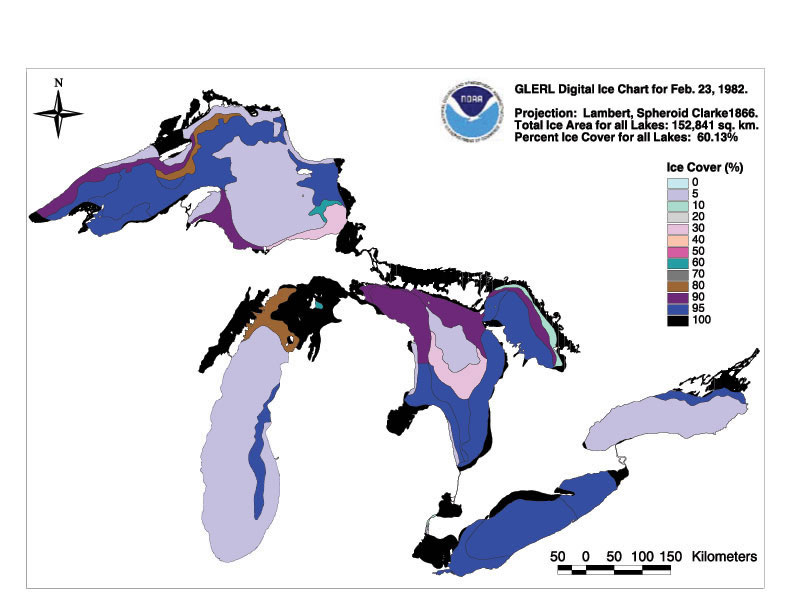 N
NOAA
GLERL Digital Ice Chart for Feb. 23, 1982.
Projection: Lambert, Spheroid Clarke1866.
Total Ice Area for all Lakes: 152,841 sq. km.
Percent Ice Cover for all Lakes: 60.13%
Ice Cover (%)
0
5
10
20
30
40
50
60
70
80
90
95
100
50 0 50 100 150 Kilometers